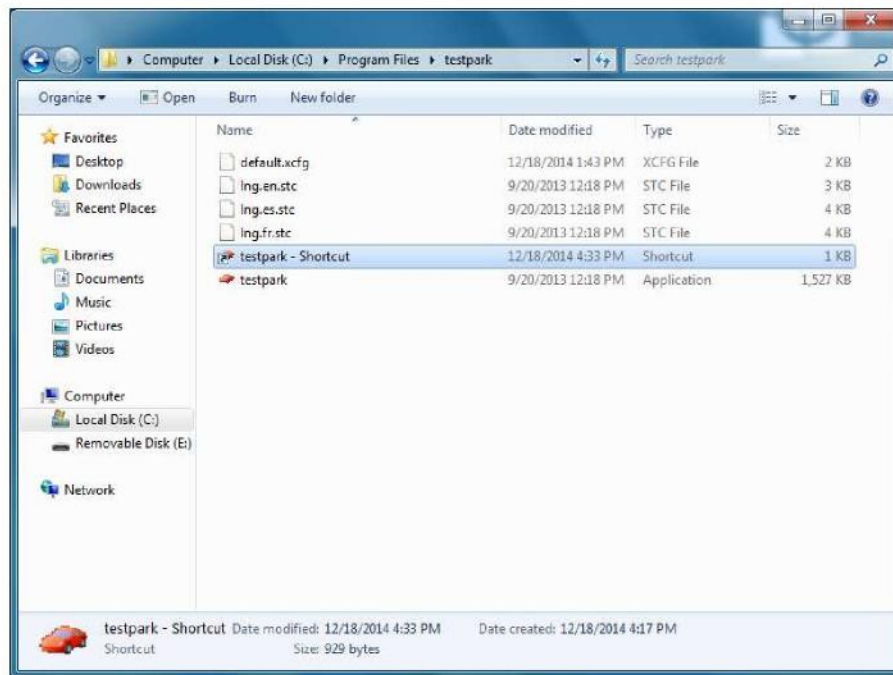 Computer Local Disk (C:) Program Files testpark Search testpark
Organize Open Burn New folder
Name Date modified Type Size
Favorites
Desktop
Downloads
Recent Places
Libraries
Documents
Music
Pictures
Videos
Computer
Local Disk (C:)
Removable Disk (E:)
Network
default.xcfg 12/18/2014 1:43 PM XCFG File 2 KB
lng.en.stc 9/20/2013 12:18 PM STC File 3 KB
lng.es.stc 9/20/2013 12:18 PM STC File 4 KB
lng.fr.stc 9/20/2013 12:18 PM STC File 4 KB
testpark - Shortcut 12/18/2014 4:33 PM Shortcut 1 KB
testpark 9/20/2013 12:18 PM Application 1,527 KB
testpark - Shortcut Date modified: 12/18/2014 4:33 PM Date created: 12/18/2014 4:17 PM
Shortcut Size: 929 bytes